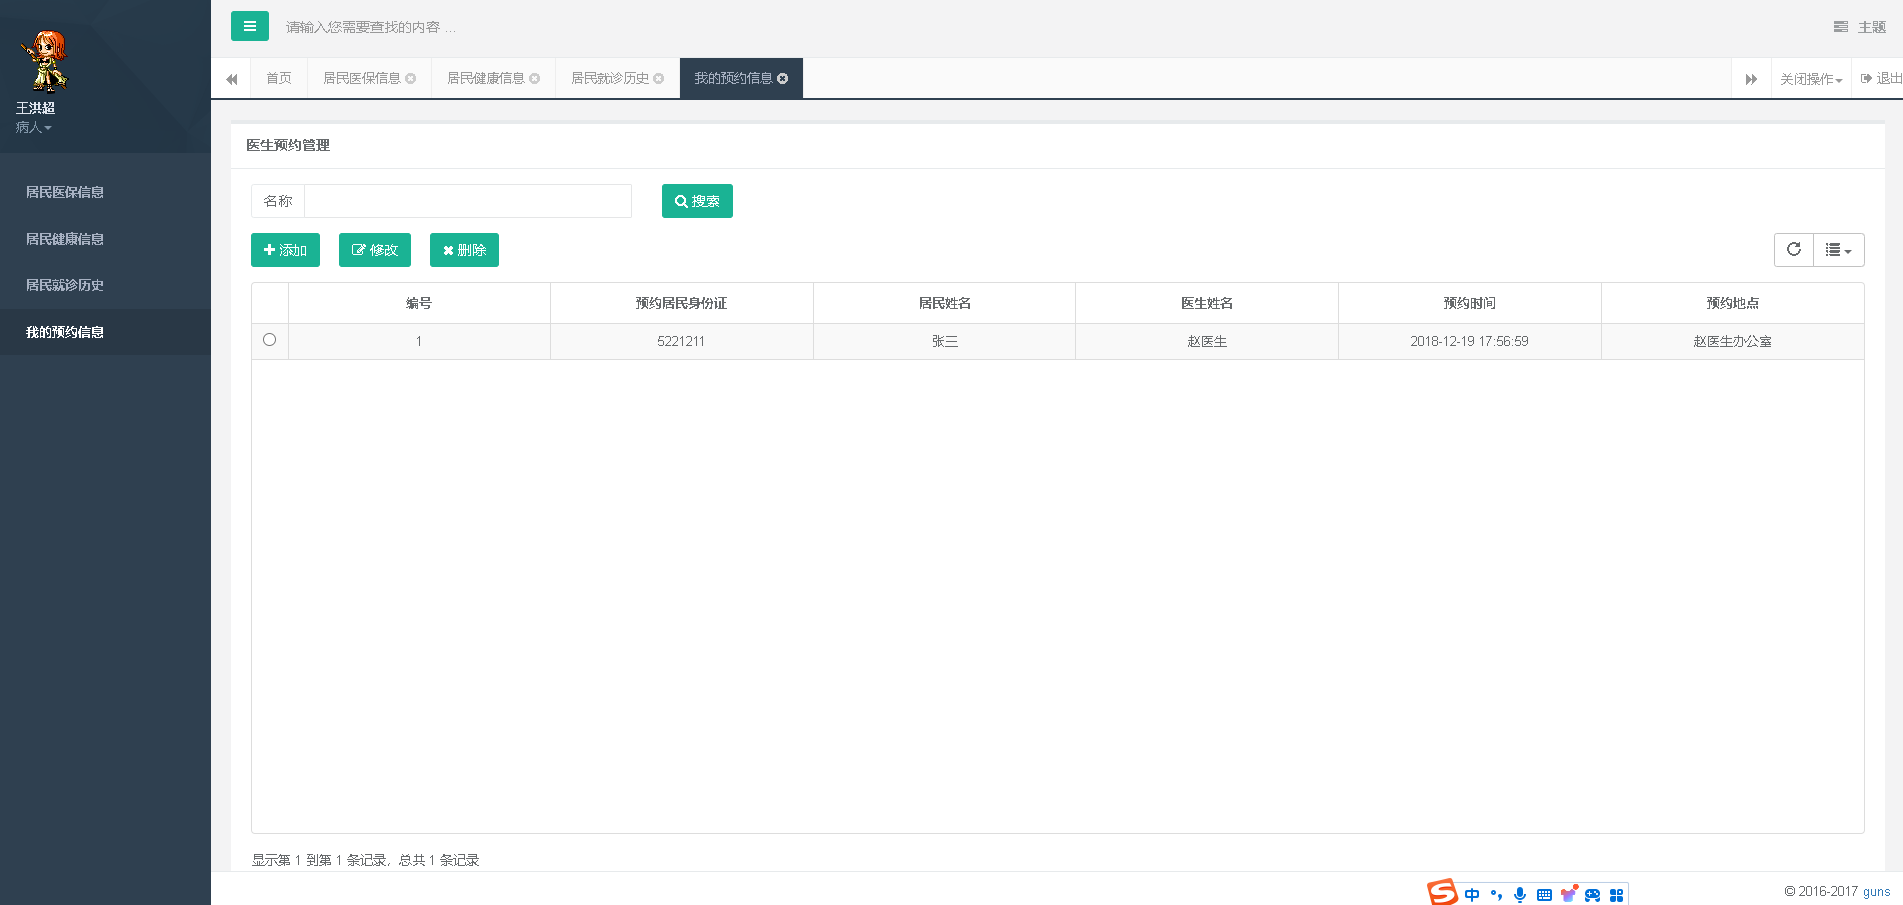 王洪超
病人
居民医保信息
居民健康信息
居民就诊历史
我的预约信息
请输入您需要查找的内容 ...
主题
首页 居民医保信息 居民健康信息 居民就诊历史 我的预约信息 关闭操作 退出
医生预约管理
名称 搜索
添加 修改 删除
编号 预约居民身份证 居民姓名 医生姓名 预约时间 预约地点
1 5221211 张三 赵医生 2018-12-19 17:56:59 赵医生办公室
显示第 1 到第 1 条记录，总共 1 条记录
S 中
© 2016-2017 guns